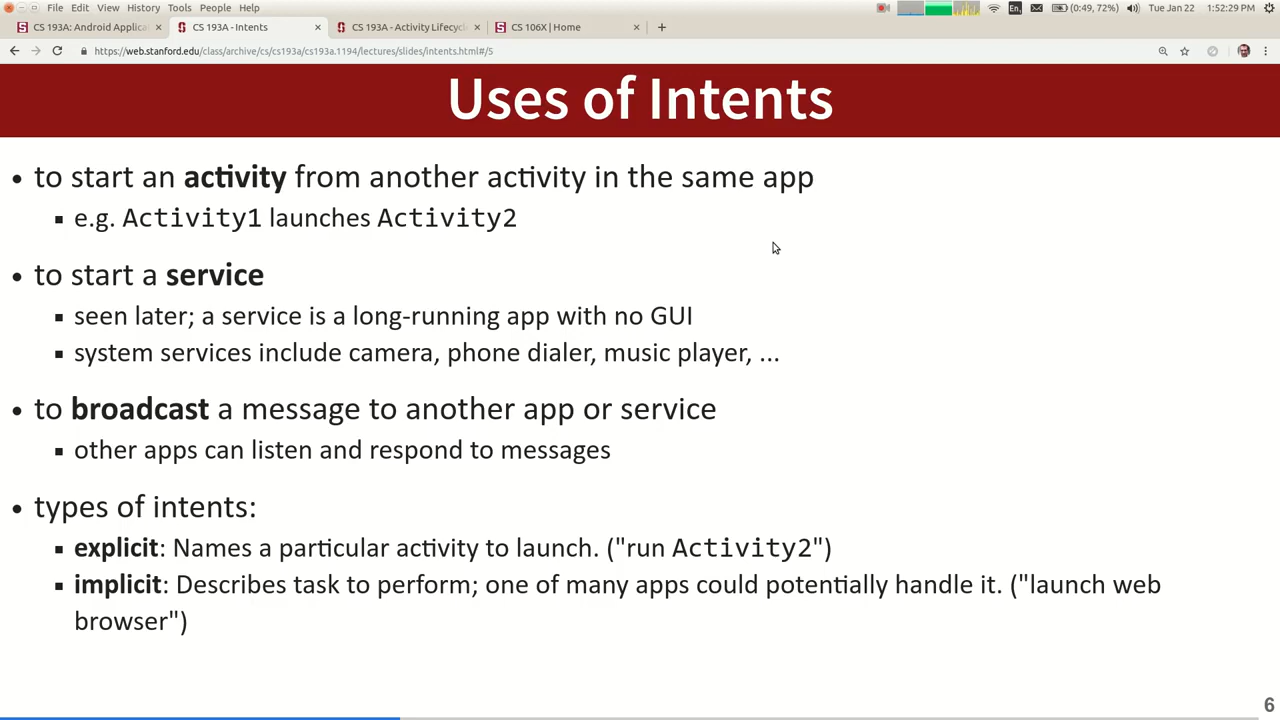 File Edit View History Tools People Help
En
(0:49, 72%)
Tue Jan 22
1:52:29 PM
CS 193A: Android Applica
CS 193A - Intents
CS 193A - Activity Lifecycl
CS 106X | Home
https://web.stanford.edu/class/archive/cs/cs193a/cs193a.1194/lectures/slides/intents.html#/5
Uses of Intents
• to start an activity from another activity in the same app
▪ e.g. Activity1 launches Activity2
• to start a service
▪ seen later; a service is a long-running app with no GUI
▪ system services include camera, phone dialer, music player, ...
• to broadcast a message to another app or service
▪ other apps can listen and respond to messages
• types of intents:
▪ explicit: Names a particular activity to launch. ("run Activity2")
▪ implicit: Describes task to perform; one of many apps could potentially handle it. ("launch web
browser")
6